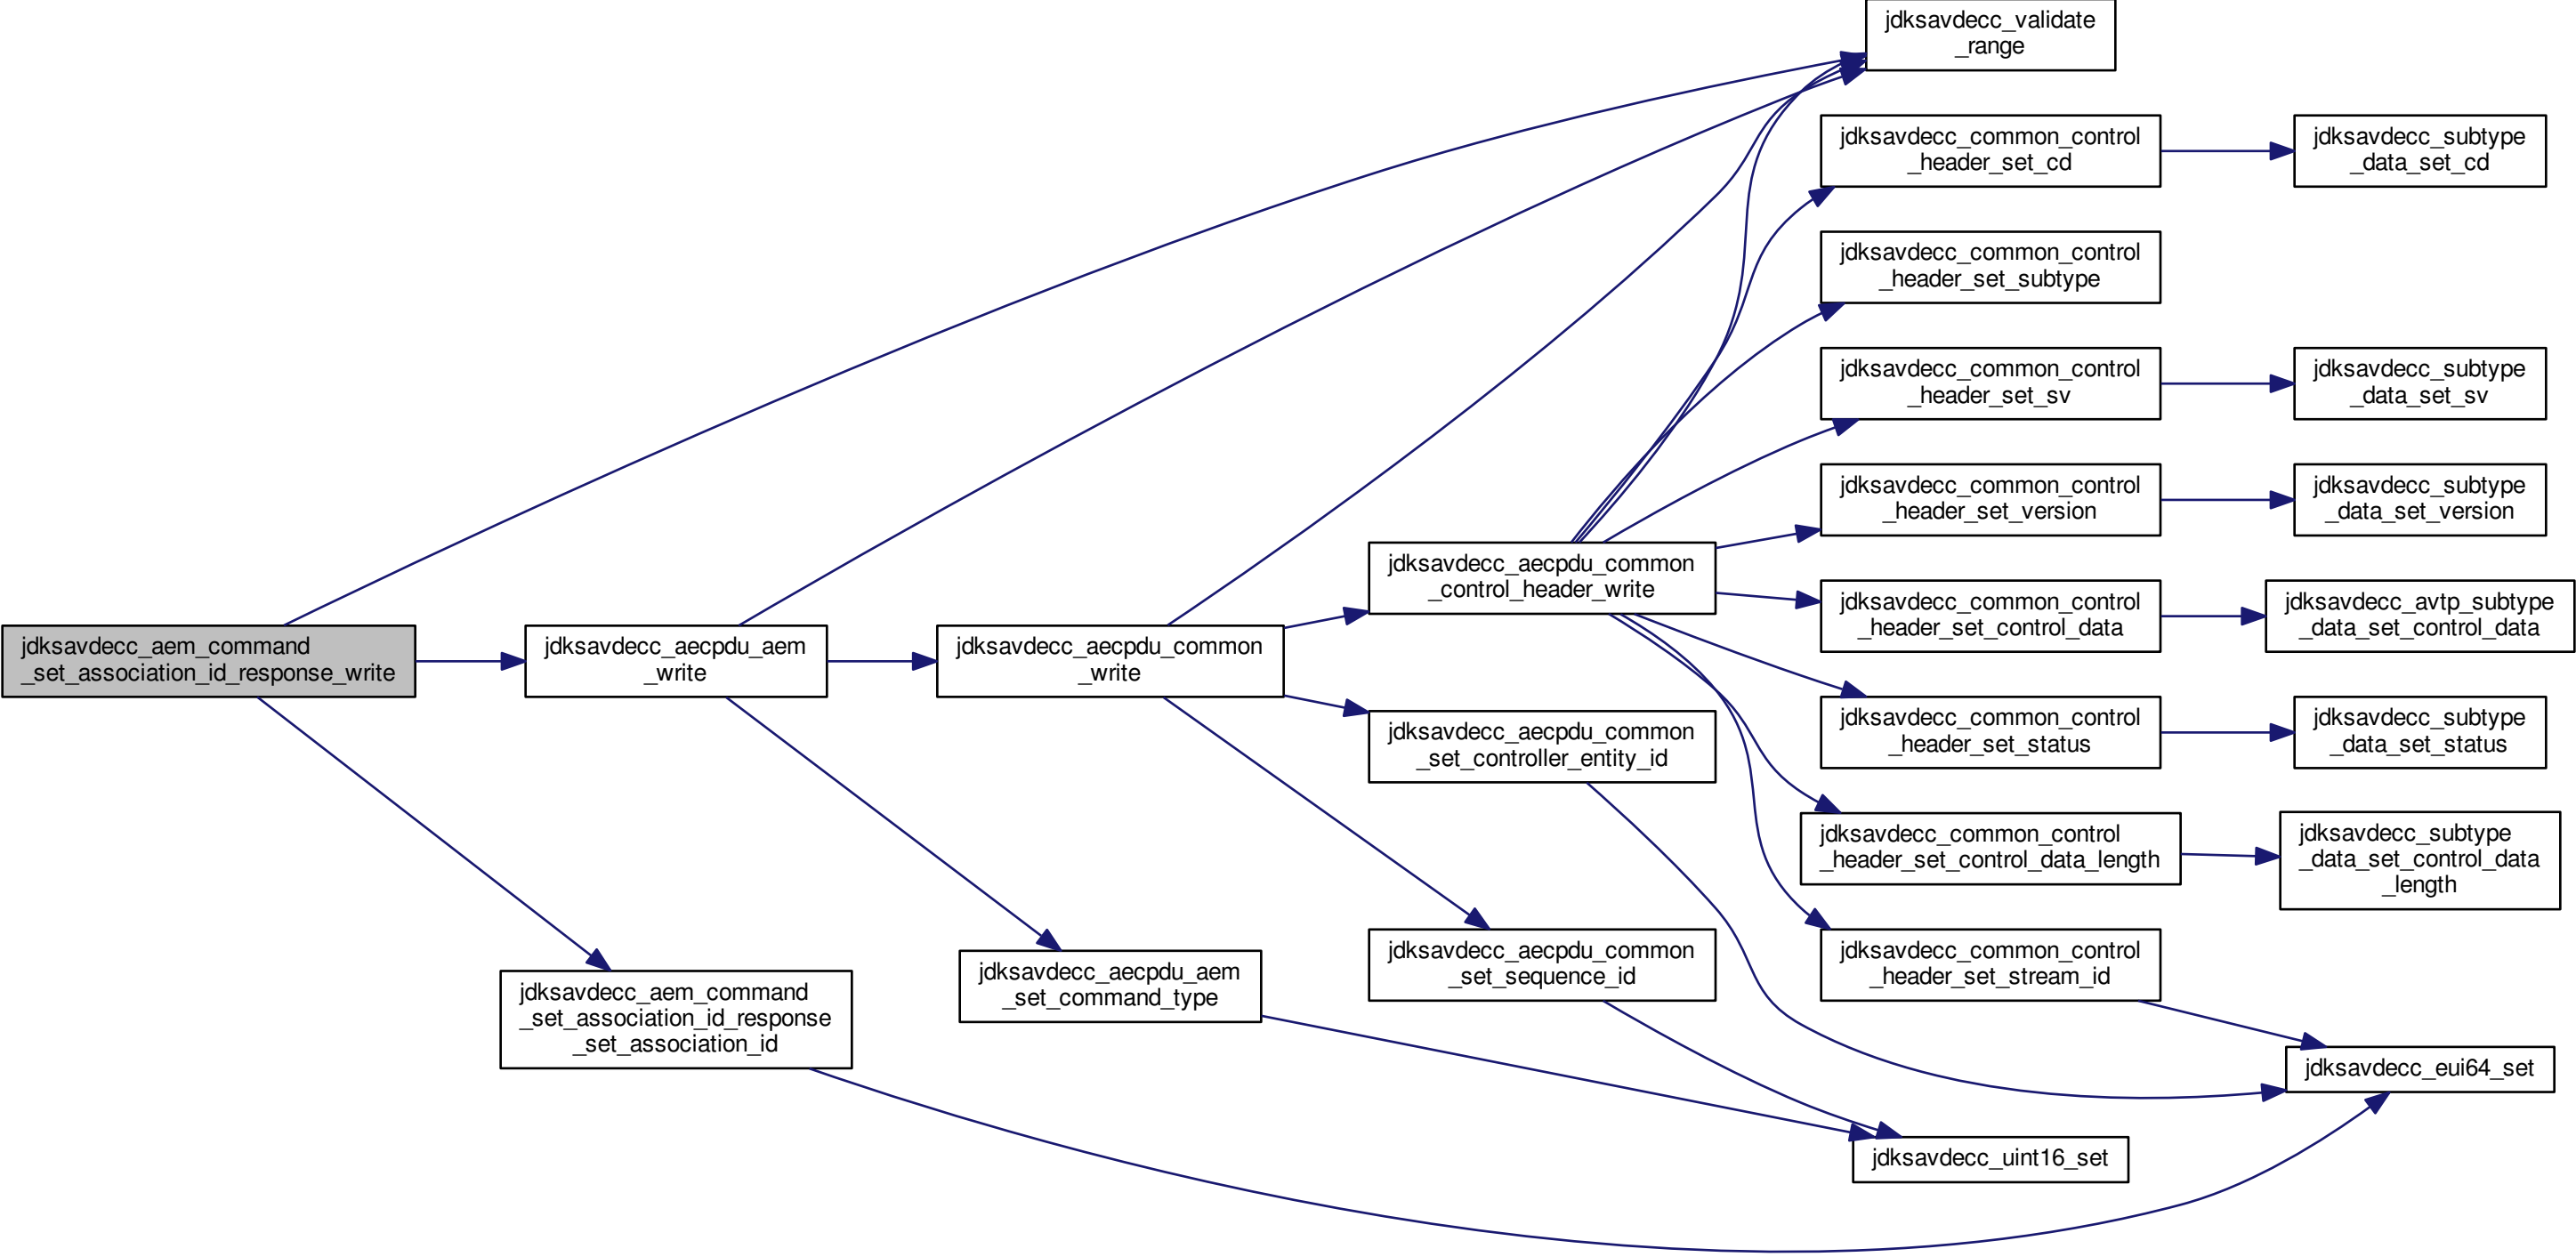 jdksavdecc_aem_command
_set_association_id_response_write
jdksavdecc_aecpdu_aem
_write
jdksavdecc_aem_command
_set_association_id_response
_set_association_id
jdksavdecc_aecpdu_common
_write
jdksavdecc_aecpdu_aem
_set_command_type
jdksavdecc_aecpdu_common
_control_header_write
jdksavdecc_aecpdu_common
_set_controller_entity_id
jdksavdecc_aecpdu_common
_set_sequence_id
jdksavdecc_validate
_range
jdksavdecc_common_control
_header_set_cd
jdksavdecc_common_control
_header_set_subtype
jdksavdecc_common_control
_header_set_sv
jdksavdecc_common_control
_header_set_version
jdksavdecc_common_control
_header_set_control_data
jdksavdecc_common_control
_header_set_status
jdksavdecc_common_control
_header_set_control_data_length
jdksavdecc_common_control
_header_set_stream_id
jdksavdecc_uint16_set
jdksavdecc_subtype
_data_set_cd
jdksavdecc_subtype
_data_set_sv
jdksavdecc_subtype
_data_set_version
jdksavdecc_avtp_subtype
_data_set_control_data
jdksavdecc_subtype
_data_set_status
jdksavdecc_subtype
_data_set_control_data
_length
jdksavdecc_eui64_set